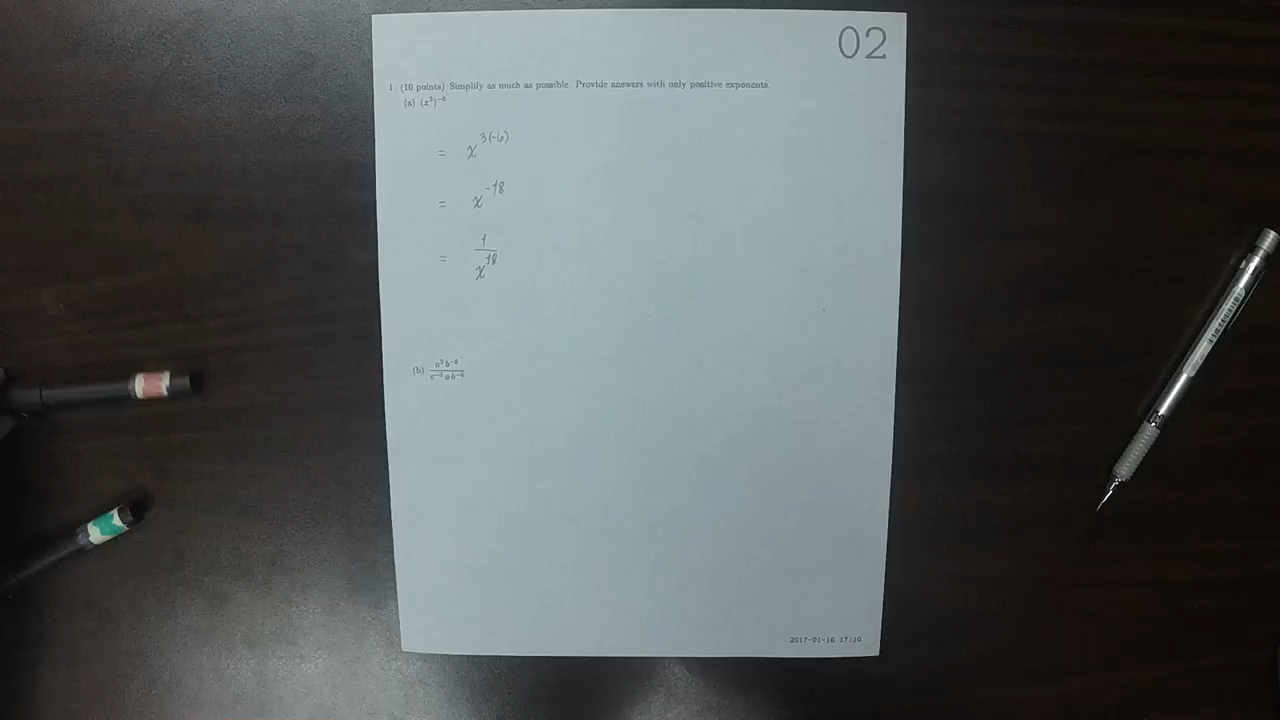 02
1. (10 points) Simplify as much as possible. Provide answers with only positive exponents.
(a) (x³)⁻⁶
= x³⁽⁻⁶⁾
= x⁻¹⁸
= 1/x¹⁸
(b)
2017-01-16 17:10